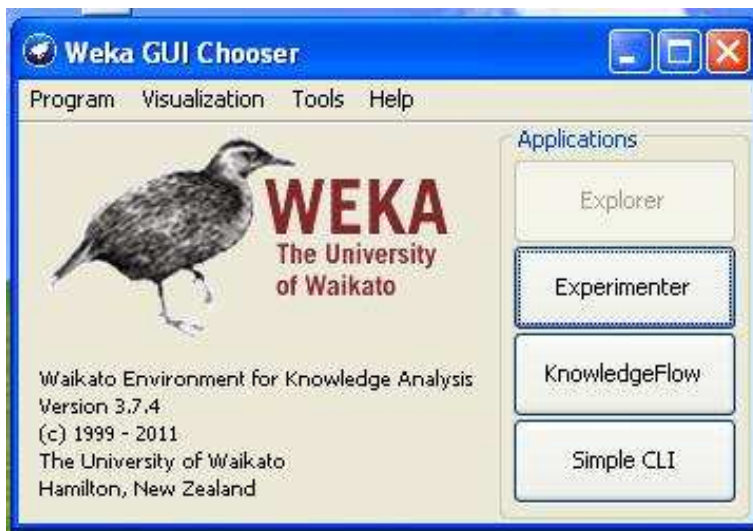 Weka GUI Chooser
Program Visualization Tools Help
WEKA
The University
of Waikato
Waikato Environment for Knowledge Analysis
Version 3.7.4
(c) 1999 - 2011
The University of Waikato
Hamilton, New Zealand
Applications
Explorer
Experimenter
KnowledgeFlow
Simple CLI